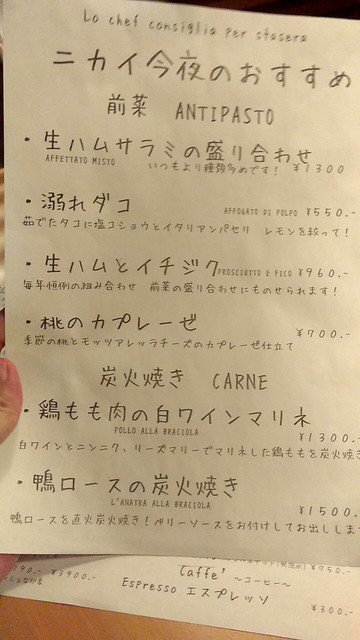 Lo chef consiglia per stasera
ニカイ今夜のおすすめ
前菜 ANTIPASTO
・生ハムサラミの盛り合わせ
AFFETTATO MISTO いつもより種類多めです! ¥1300
・溺れダコ AFFOGATO DI POLPO ¥550.-
茹でたタコに塩コショウとイタリアンパセリ レモンを絞って!
・生ハムとイチジク PROSCIUTTO E FICO ¥960.-
毎年恒例の組み合わせ 前菜の盛り合わせにものせられます!
・桃のカプレーゼ ¥700.-
季節の桃とモッツアレッラチーズのカプレーゼ仕立て
炭火焼き CARNE
・鶏もも肉の白ワインマリネ
POLLO ALLA BRACIOLA ¥1300.-
白ワインとニンニク、ローズマリーでマリネした鶏ももを炭火焼き
・鴨ロースの炭火焼き
L'ANATRA ALLA BRACIOLA ¥1500.-
鴨ロースを直火炭火焼き!ベリーソースをお付けしてお出ししま
¥750.-
790.- ¥3900.- Caffe' ~コーヒー~
Espresso エスプレッソ ¥300.-